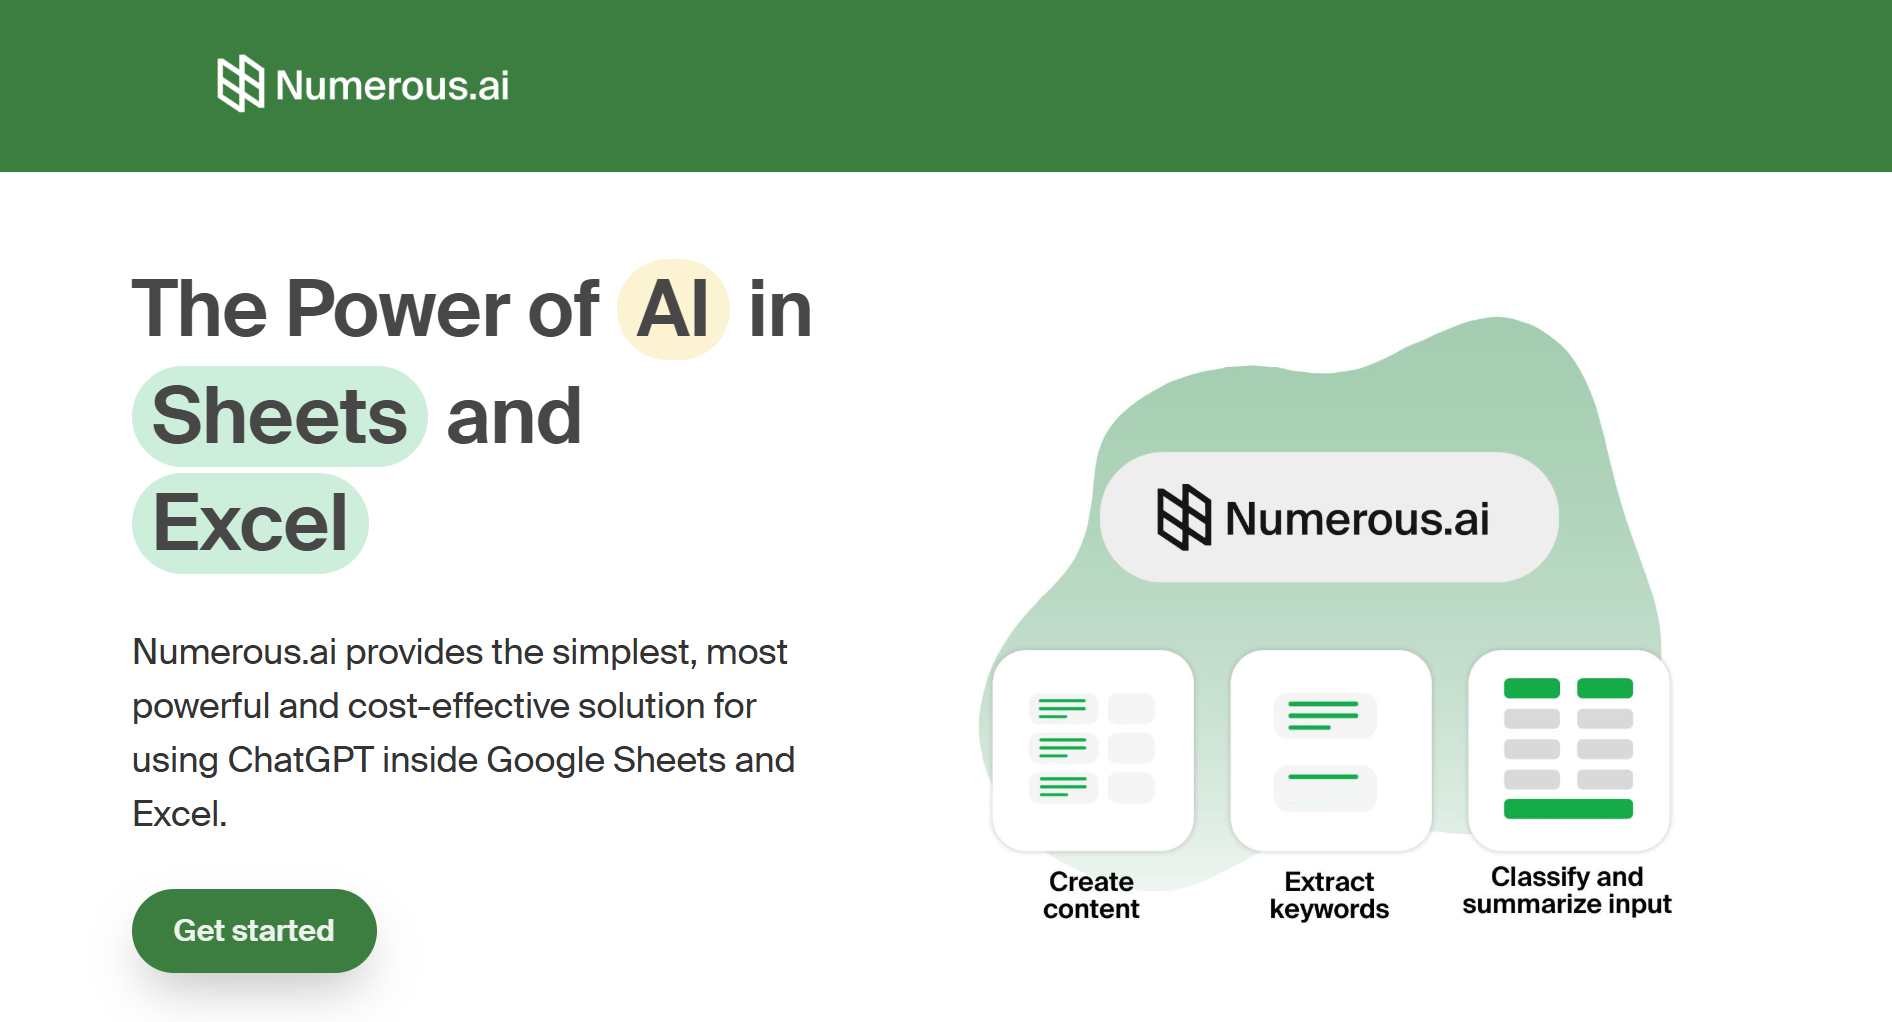 Numerous.ai
The Power of AI in
Sheets and
Excel
Numerous.ai provides the simplest, most
powerful and cost-effective solution for
using ChatGPT inside Google Sheets and
Excel.
Get started
Numerous.ai
Create
content
Extract
keywords
Classify and
summarize input